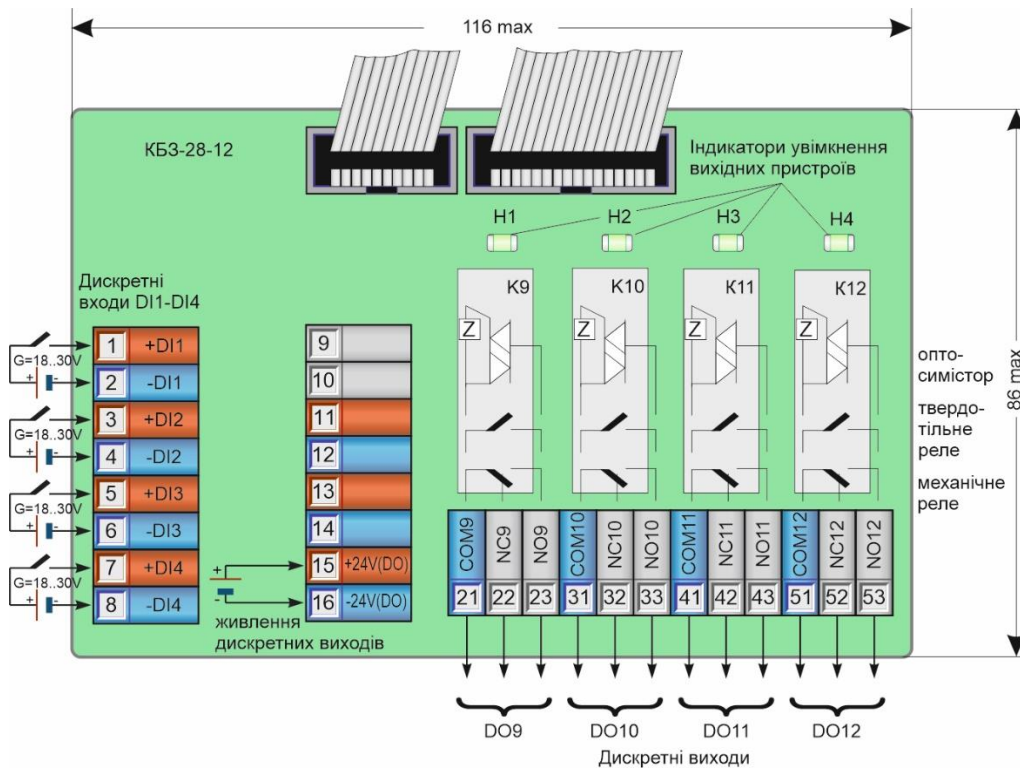 116 max
КБЗ-28-12
Індикатори увімкнення
вихідних пристроїв
H1 H2 H3 H4
Дискретні
входи DI1-DI4
K9 K10 K11 K12
Z Z Z Z
1 +DI1
G=18..30V
+ -
2 -DI1
3 +DI2
G=18..30V
+ -
4 -DI2
5 +DI3
G=18..30V
+ -
6 -DI3
7 +DI4
G=18..30V
+ -
8 -DI4
9
10
11
12
13
14
15 +24V(DO)
16 -24V(DO)
+
-
живлення
дискретних виходів
опто-
симістор
твердо-
тільне
реле
механічне
реле
86 max
COM9 NC9 NO9 COM10 NC10 NO10 COM11 NC11 NO11 COM12 NC12 NO12
21 22 23 31 32 33 41 42 43 51 52 53
DO9 DO10 DO11 DO12
Дискретні виходи